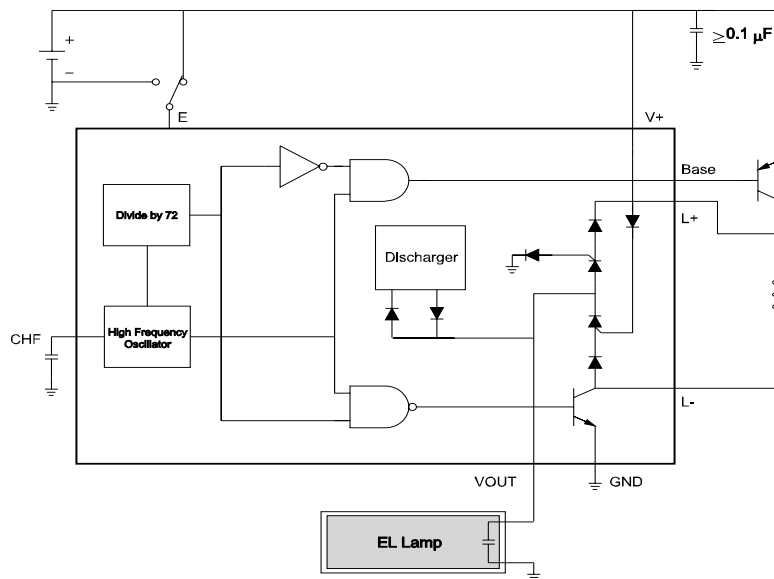 +
≥0.1 µF
−
E
V+
Base
Divide by 72
L+
DIscharger
High Frequency
Oscillator
CHF
L-
VOUT
GND
EL Lamp